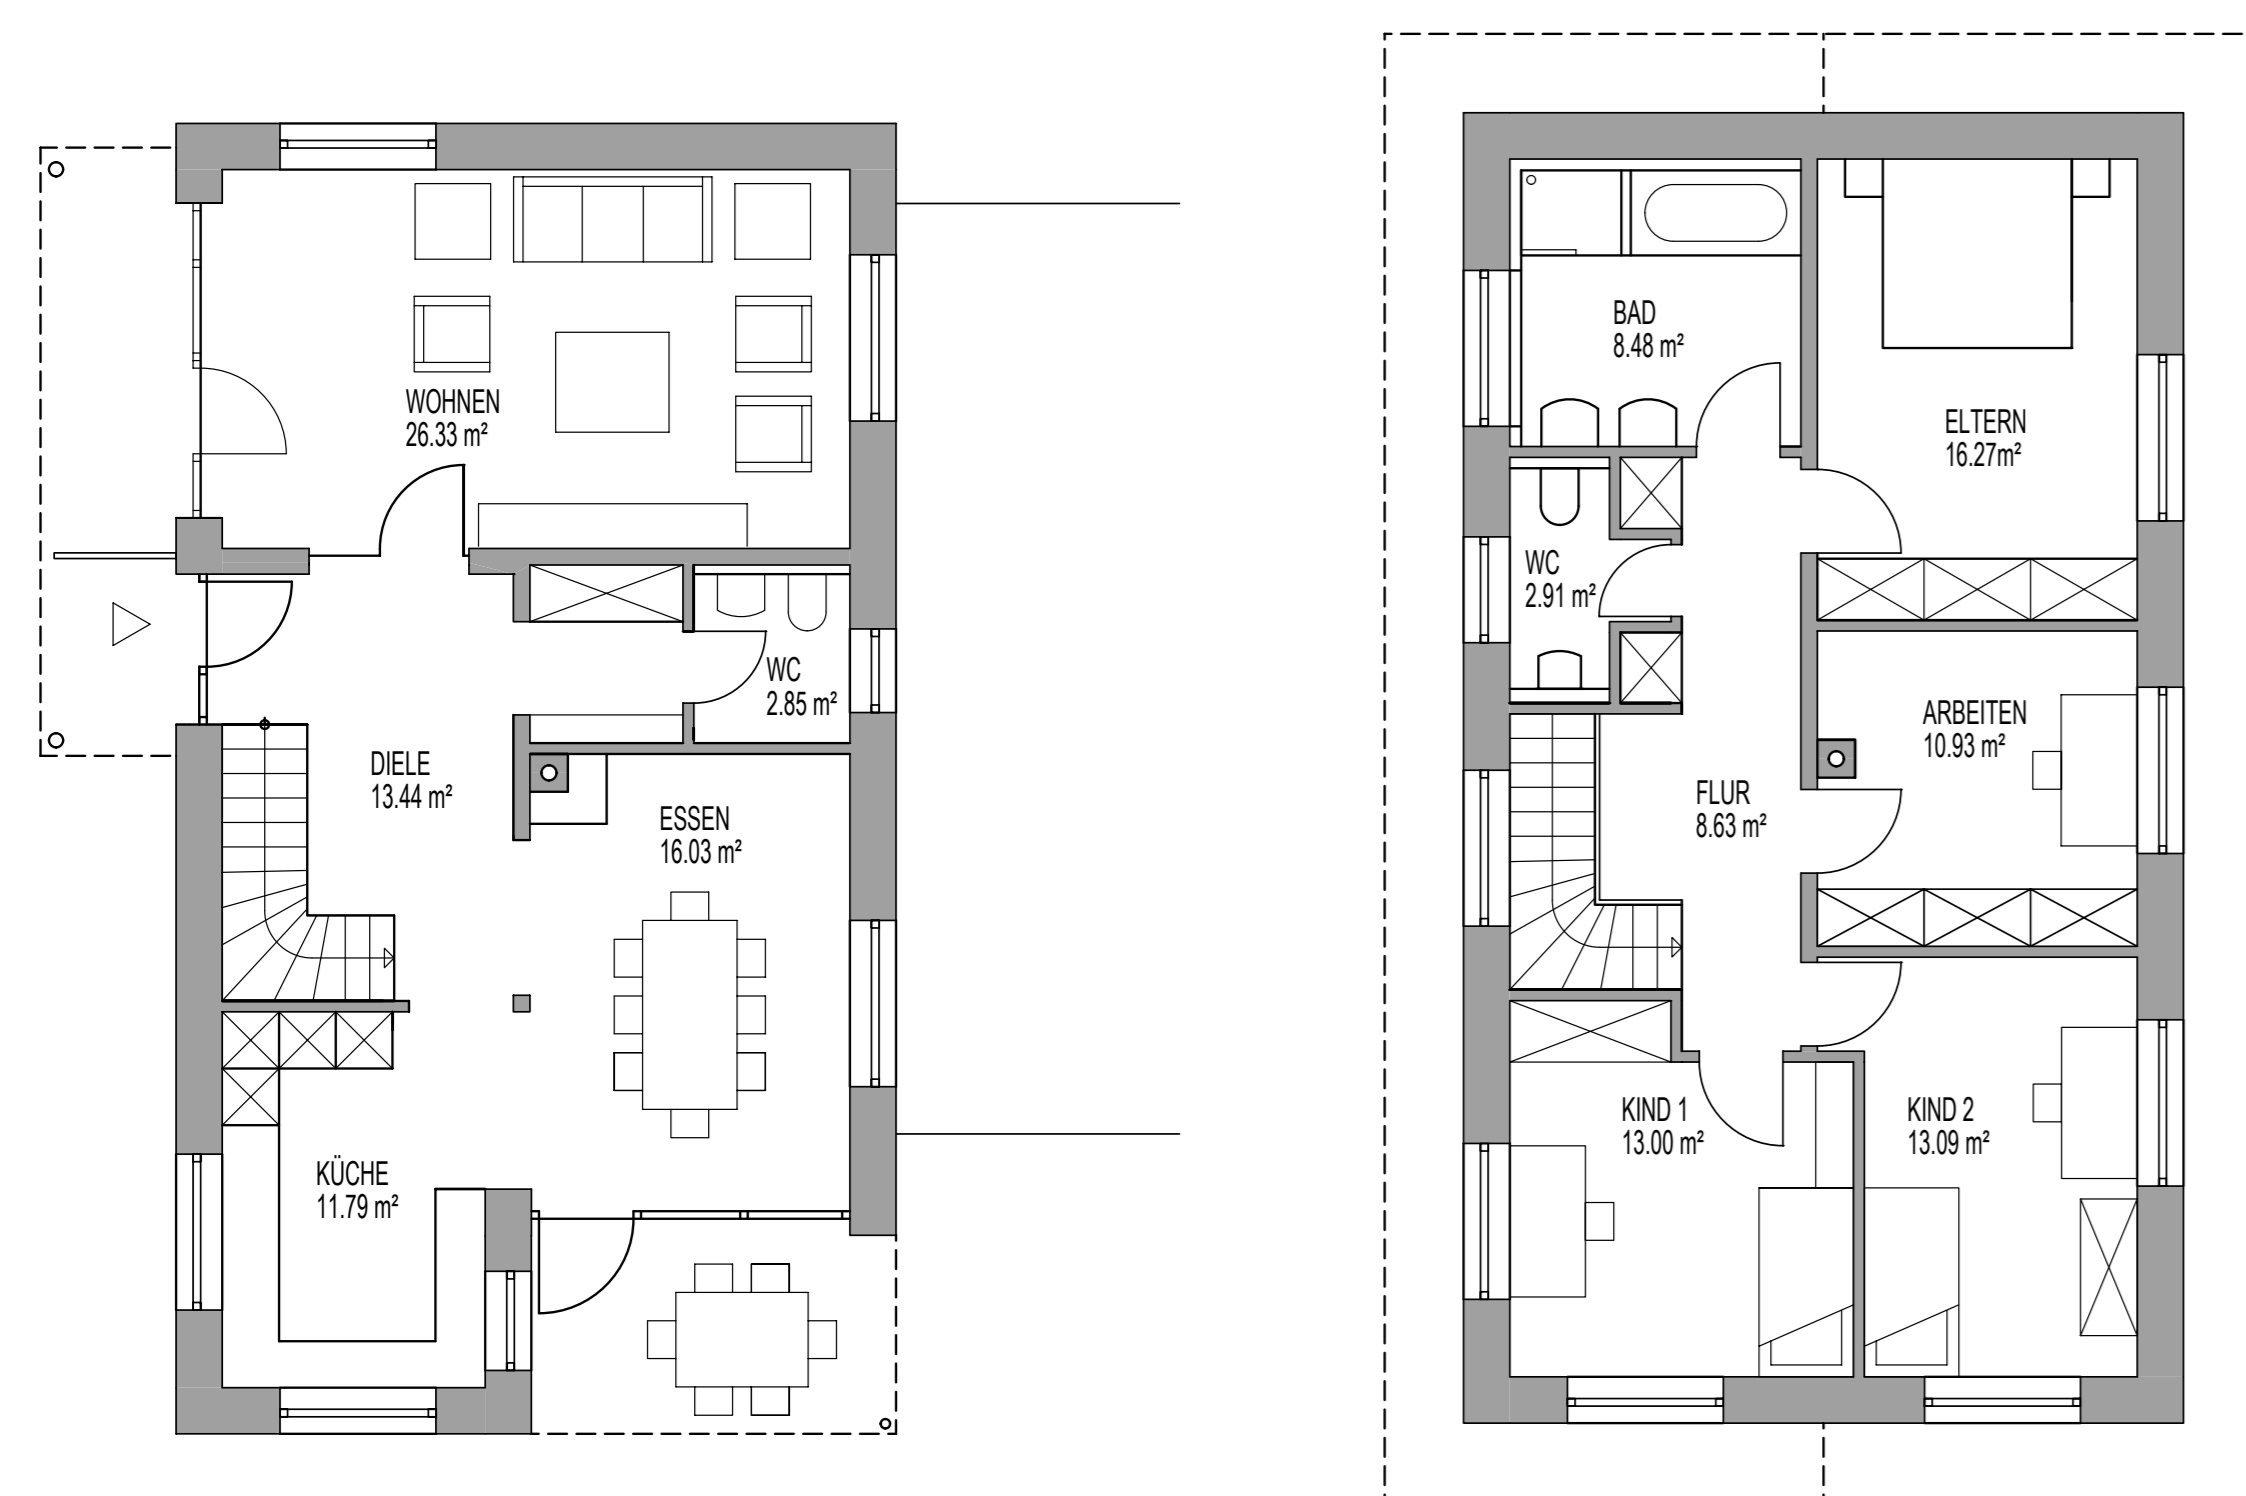 WOHNEN
26.33 m²
WC
2.85 m²
DIELE
13.44 m²
ESSEN
16.03 m²
KÜCHE
11.79 m²
BAD
8.48 m²
ELTERN
16.27m²
WC
2.91 m²
ARBEITEN
10.93 m²
FLUR
8.63 m²
KIND 1
13.00 m²
KIND 2
13.09 m²